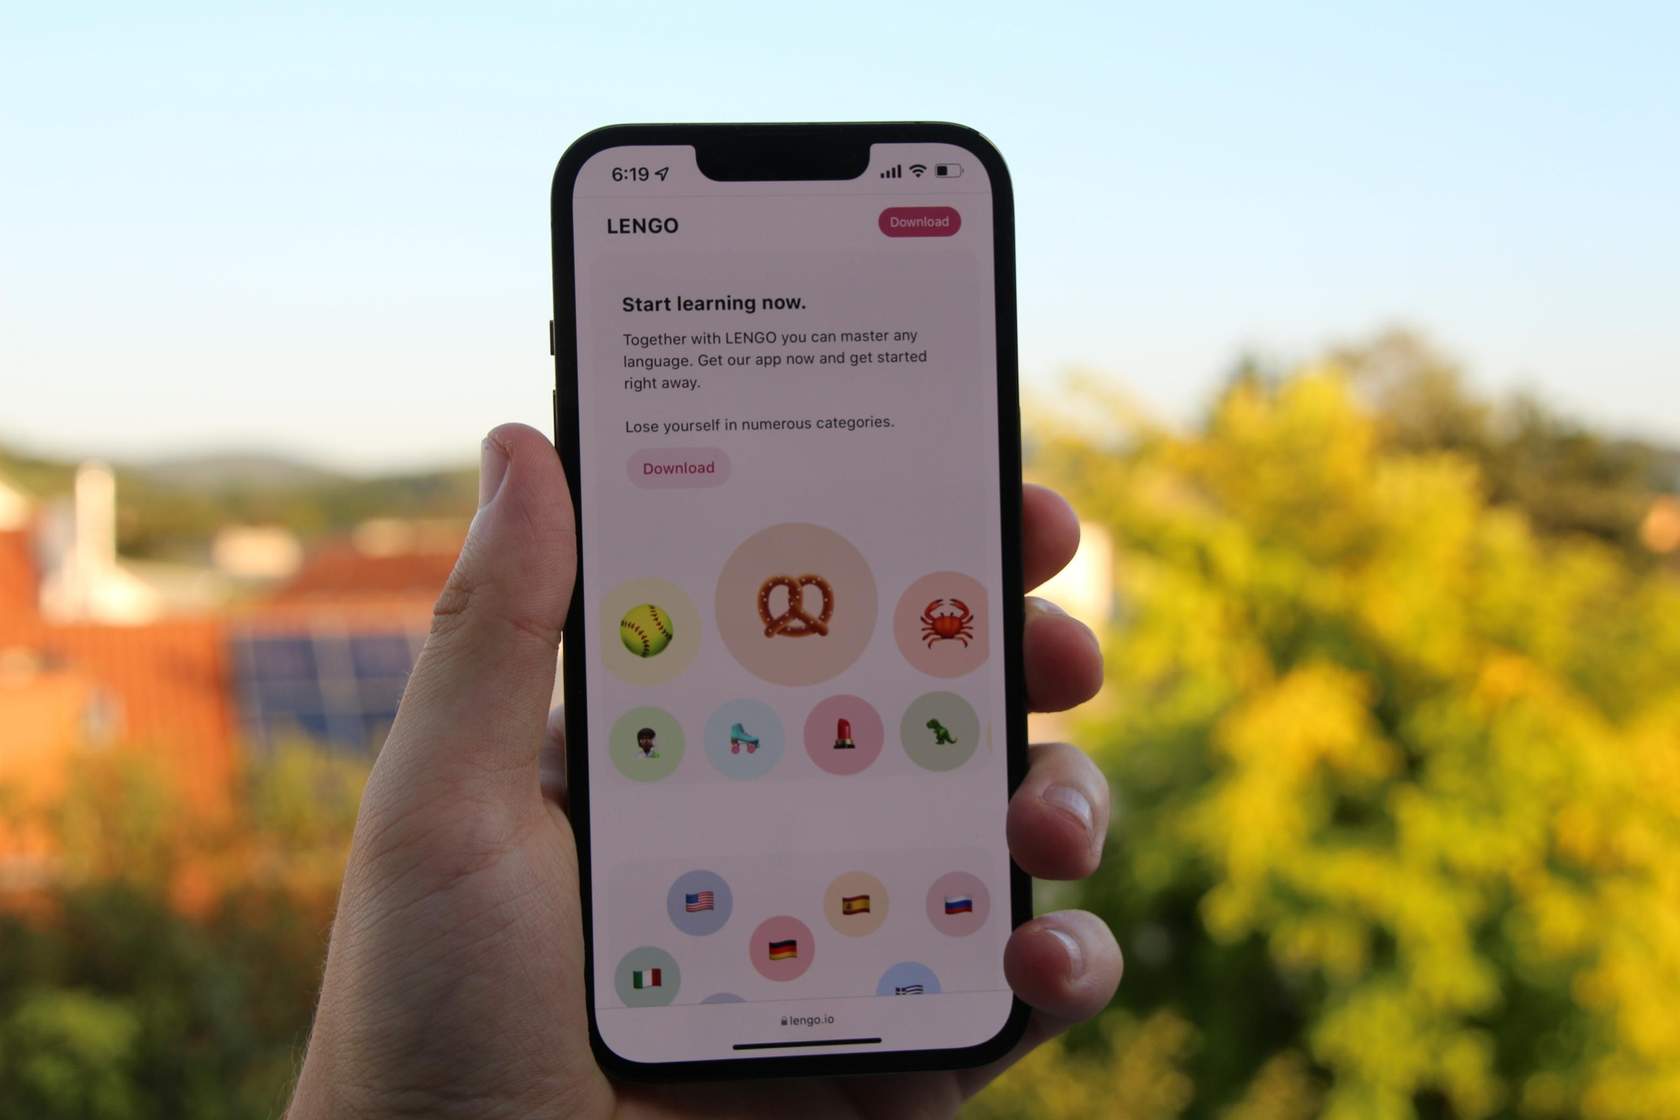 6:19
LENGO
Download
Start learning now.
Together with LENGO you can master any
language. Get our app now and get started
right away.
Lose yourself in numerous categories.
Download
lengo.io